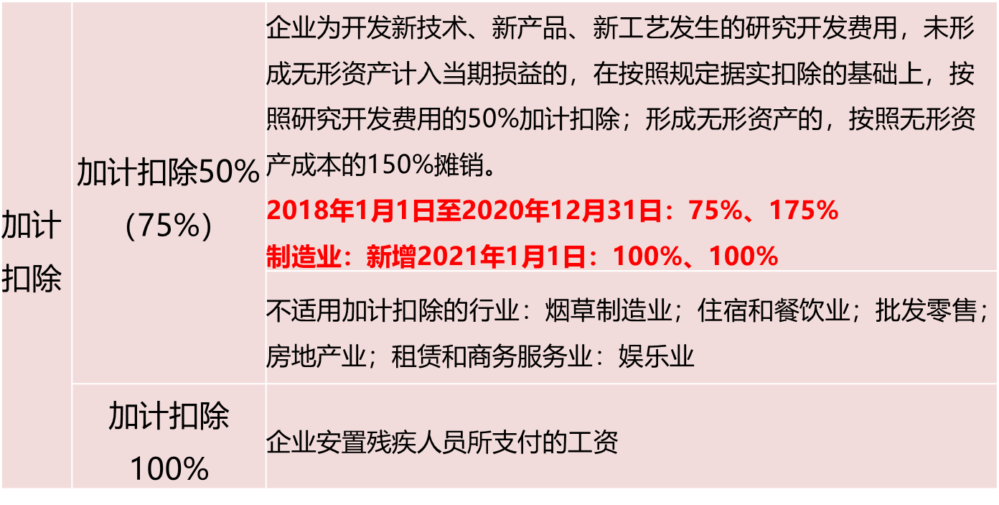 加计
扣除
加计扣除50%
（75%）
企业为开发新技术、新产品、新工艺发生的研究开发费用，未形
成无形资产计入当期损益的，在按照规定据实扣除的基础上，按
照研究开发费用的50%加计扣除；形成无形资产的，按照无形资
产成本的150%摊销。
2018年1月1日至2020年12月31日：75%、175%
制造业：新增2021年1月1日：100%、100%
不适用加计扣除的行业：烟草制造业；住宿和餐饮业；批发零售；
房地产业；租赁和商务服务业：娱乐业
加计扣除
100%
企业安置残疾人员所支付的工资